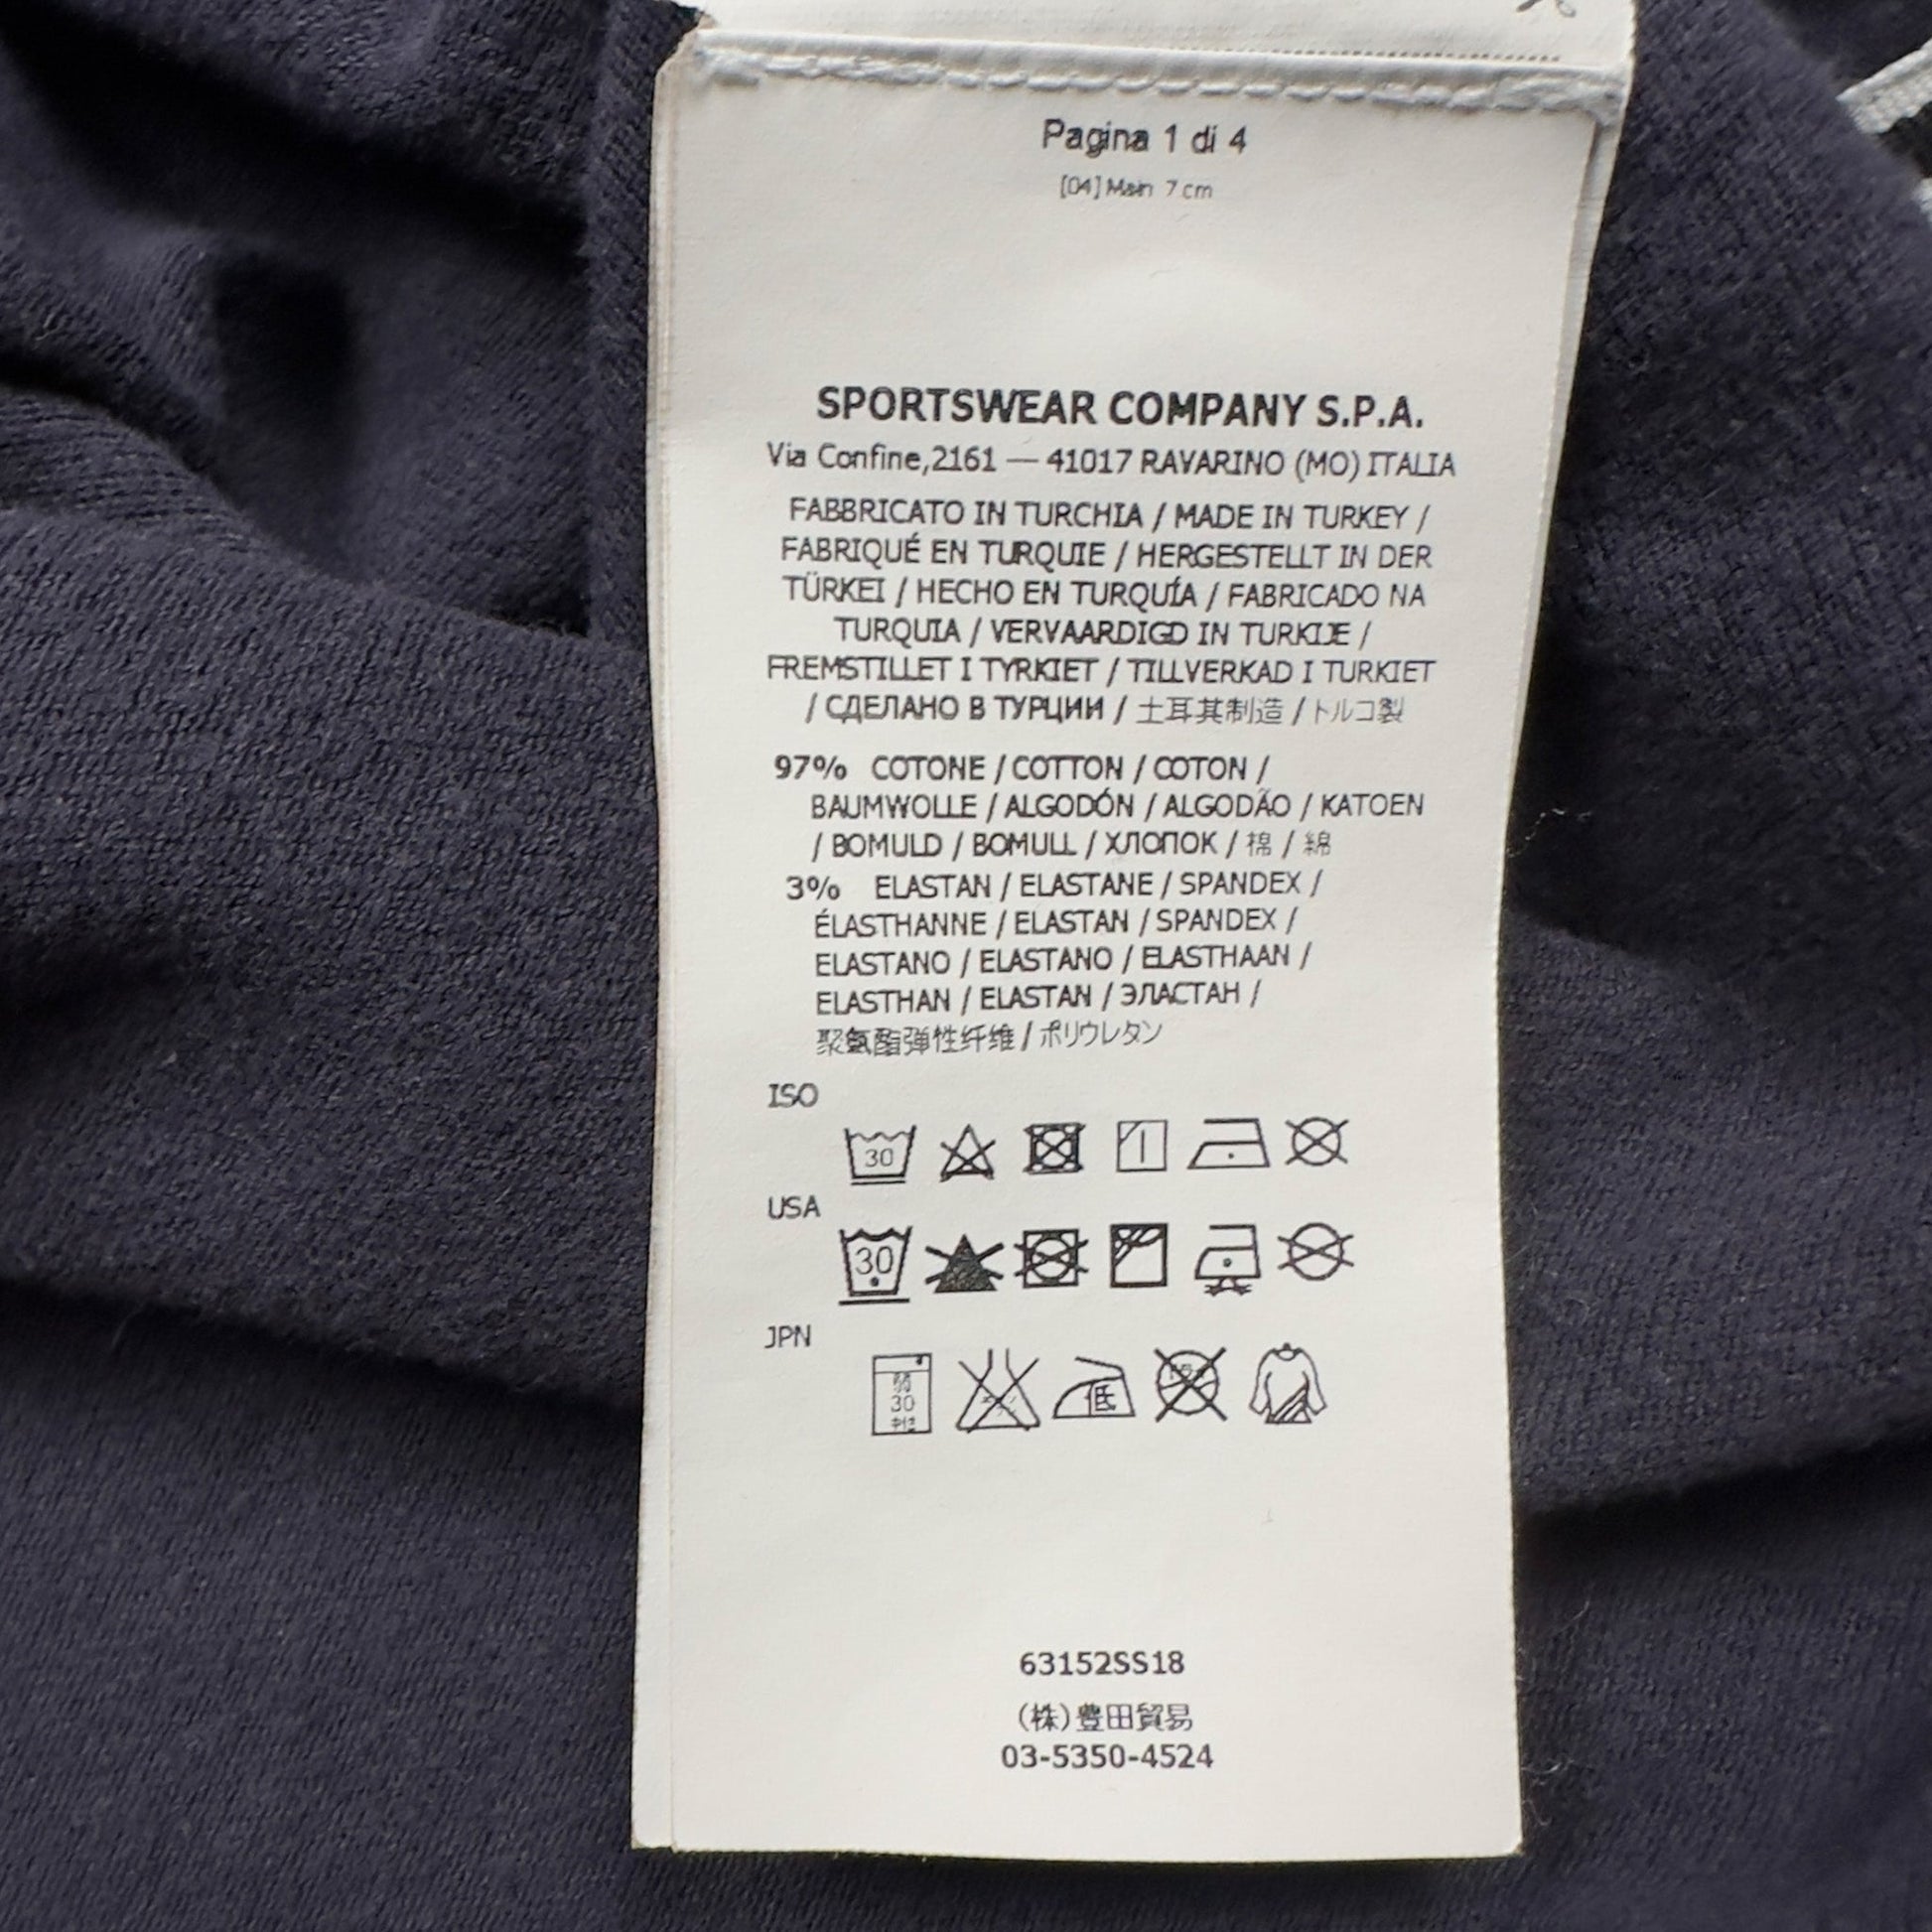 Pagina 1 di 4
[04] Main 7 cm
SPORTSWEAR COMPANY S.P.A.
Via Confine,2161 — 41017 RAVARINO (MO) ITALIA
FABBRICATO IN TURCHIA / MADE IN TURKEY /
FABRIQUÉ EN TURQUIE / HERGESTELLT IN DER
TÜRKEI / HECHO EN TURQUÍA / FABRICADO NA
TURQUIA / VERVAARDIGD IN TURKIJE /
FREMSTILLET I TYRKIET / TILLVERKAD I TURKIET
/ СДЕЛАНО В ТУРЦИИ / 土耳其制造 / トルコ製
97% COTONE / COTTON / COTON /
BAUMWOLLE / ALGODÓN / ALGODÃO / KATOEN
/ BOMULD / BOMULL / ХЛОПОК / 棉 / 綿
3% ELASTAN / ELASTANE / SPANDEX /
ÉLASTHANNE / ELASTAN / SPANDEX /
ELASTANO / ELASTANO / ELASTHAAN /
ELASTHAN / ELASTAN / ЭЛАСТАН /
聚氨酯弹性纤维 / ポリウレタン
ISO
30
USA
30
JPN
30
低
63152SS18
(株)豊田貿易
03-5350-4524